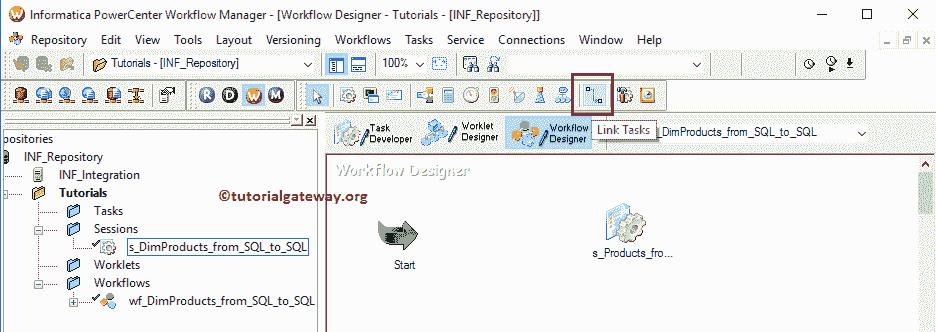 Informatica PowerCenter Workflow Manager - [Workflow Designer - Tutorials - [INF_Repository]]
Repository Edit View Tools Layout Versioning Workflows Tasks Service Connections Window Help
Tutorials - [INF_Repository] 100%
R D W M
Task Developer
Worklet Designer
Workflow Designer
Link Tasks
_DimProducts_from_SQL_to_SQL
positories
INF_Repository
INF_Integration
Tutorials
Tasks
Sessions
s_DimProducts_from_SQL_to_SQL
Worklets
Workflows
wf_DimProducts_from_SQL_to_SQL
Workflow Designer
©tutorialgateway.org
Start
s_Products_fro...